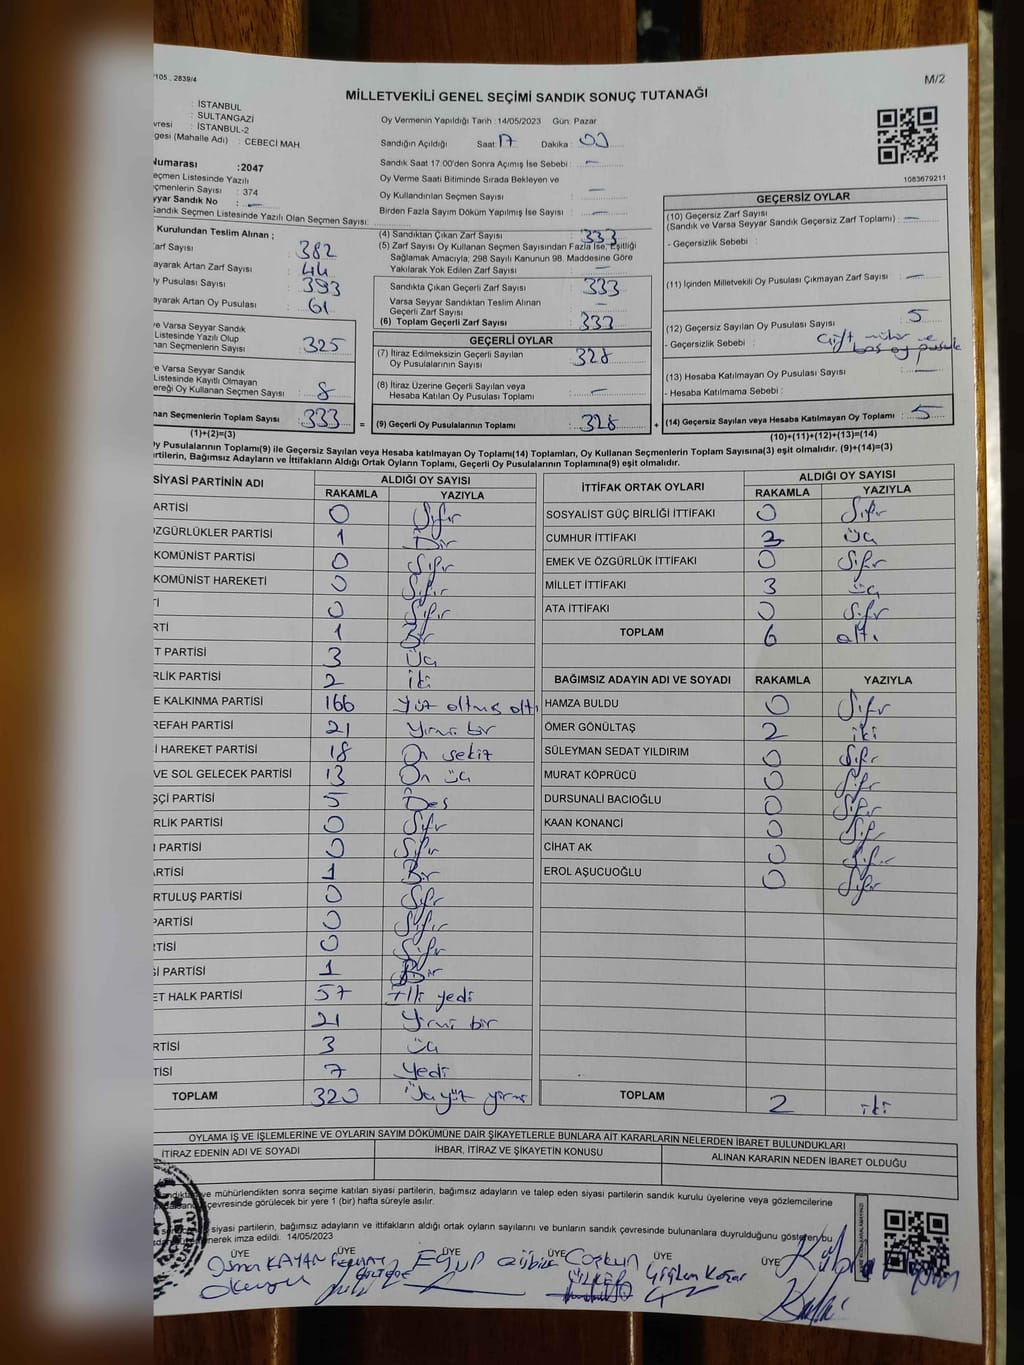 /105 , 2839/4
M/2
MİLLETVEKİLİ GENEL SEÇİMİ SANDIK SONUÇ TUTANAĞI
: İSTANBUL
: SULTANGAZİ
: İSTANBUL-2
gesi (Mahalle Adı) : CEBECİ MAH.
Numarası :2047
eçmen Listesinde Yazılı
çmenlerin Sayısı : 374
yyar Sandık No : –
andık Seçmen Listesinde Yazılı Olan Seçmen Sayısı:
Oy Vermenin Yapıldığı Tarih :14/05/2023 Gün: Pazar
Sandığın Açıldığı Saat: 17 Dakika : 00
Sandık Saat 17:00'den Sonra Açılmış İse Sebebi : –
Oy Verme Saati Bitiminde Sırada Bekleyen ve
Oy Kullandırılan Seçmen Sayısı : –
Birden Fazla Sayım Döküm Yapılmış İse Sayısı : –
1083679211
Kurulundan Teslim Alınan ;
arf Sayısı : 382
ayarak Artan Zarf Sayısı : 44
y Pusulası Sayısı : 393
ayarak Artan Oy Pusulası : 61
(4) Sandıktan Çıkan Zarf Sayısı : 333
(5) Zarf Sayısı Oy Kullanan Seçmen Sayısından Fazla İse, Eşitliği
Sağlamak Amacıyla; 298 Sayılı Kanunun 98. Maddesine Göre
Yakılarak Yok Edilen Zarf Sayısı : –
Sandıkta Çıkan Geçerli Zarf Sayısı : 333
Varsa Seyyar Sandıktan Teslim Alınan
Geçerli Zarf Sayısı : –
(6) Toplam Geçerli Zarf Sayısı : 333
ve Varsa Seyyar Sandık
Listesinde Yazılı Olup
nan Seçmenlerin Sayısı : 325
ve Varsa Seyyar Sandık
Listesinde Kayıtlı Olmayan
ereği Oy Kullanan Seçmen Sayısı : 8
nan Seçmenlerin Toplam Sayısı : 333 =
(1)+(2)=(3)
GEÇERLİ OYLAR
(7) İtiraz Edilmeksizin Geçerli Sayılan
Oy Pusulalarının Sayısı : 328
(8) İtiraz Üzerine Geçerli Sayılan veya
Hesaba Katılan Oy Pusulası Toplamı : –
(9) Geçerli Oy Pusulalarının Toplamı : 328 +
GEÇERSİZ OYLAR
(10) Geçersiz Zarf Sayısı
(Sandık ve Varsa Seyyar Sandık Geçersiz Zarf Toplamı) : –
- Geçersizlik Sebebi :
(11) İçinden Milletvekili Oy Pusulası Çıkmayan Zarf Sayısı : –
(12) Geçersiz Sayılan Oy Pusulası Sayısı : 5
- Geçersizlik Sebebi : Çift mühür ve
boş oy pusula
(13) Hesaba Katılmayan Oy Pusulası Sayısı : –
- Hesaba Katılmama Sebebi :
(14) Geçersiz Sayılan veya Hesaba Katılmayan Oy Toplamı : 5
(10)+(11)+(12)+(13)=(14)
y Pusulalarının Toplamı(9) ile Geçersiz Sayılan veya Hesaba katılmayan Oy Toplamı(14) Toplamları, Oy Kullanan Seçmenlerin Toplam Sayısına(3) eşit olmalıdır. (9)+(14)=(3)
rtilerin, Bağımsız Adayların ve İttifakların Aldığı Ortak Oyların Toplamı, Geçerli Oy Pusulalarının Toplamına(9) eşit olmalıdır.
SİYASİ PARTİNİN ADI ALDIĞI OY SAYISI
RAKAMLA YAZIYLA
ARTİSİ 0 Sıfır
ÖZGÜRLÜKLER PARTİSİ 1 Bir
KOMÜNİST PARTİSİ 0 Sıfır
KOMÜNİST HAREKETİ 0 Sıfır
Tİ 0 Sıfır
RTİ 1 Bir
T PARTİSİ 3 Üç
RLİK PARTİSİ 2 iki
E KALKINMA PARTİSİ 166 Yüz altmış altı
REFAH PARTİSİ 21 Yirmi bir
İ HAREKET PARTİSİ 18 On sekiz
VE SOL GELECEK PARTİSİ 13 On üç
ŞÇİ PARTİSİ 5 Beş
RLİK PARTİSİ 0 Sıfır
I PARTİSİ 0 Sıfır
ARTİSİ 1 Bir
RTULUŞ PARTİSİ 0 Sıfır
PARTİSİ 0 Sıfır
TİSİ 0 Sıfır
Sİ PARTİSİ 1 Bir
ET HALK PARTİSİ 57 Elli yedi
21 Yirmi bir
RTİSİ 3 Üç
TİSİ 7 Yedi
TOPLAM 320 Üçyüz yirmi
İTTİFAK ORTAK OYLARI ALDIĞI OY SAYISI
RAKAMLA YAZIYLA
SOSYALİST GÜÇ BİRLİĞİ İTTİFAKI 0 Sıfır
CUMHUR İTTİFAKI 3 Üç
EMEK VE ÖZGÜRLÜK İTTİFAKI 0 Sıfır
MİLLET İTTİFAKI 3 üç
ATA İTTİFAKI 0 Sıfır
TOPLAM 6 altı
BAĞIMSIZ ADAYIN ADI VE SOYADI RAKAMLA YAZIYLA
HAMZA BULDU 0 Sıfır
ÖMER GÖNÜLTAŞ 2 iki
SÜLEYMAN SEDAT YILDIRIM 0 Sıfır
MURAT KÖPRÜCÜ 0 Sıfır
DURSUNALİ BACIOĞLU 0 Sıfır
KAAN KONANCI 0 Sıfır
CİHAT AK 0 Sıfır
EROL AŞUCUOĞLU 0 Sıfır
TOPLAM 2 iki
OYLAMA İŞ VE İŞLEMLERİNE VE OYLARIN SAYIM DÖKÜMÜNE DAİR ŞİKAYETLERLE BUNLARA AİT KARARLARIN NELERDEN İBARET BULUNDUKLARI
İTİRAZ EDENİN ADI VE SOYADI İHBAR, İTİRAZ VE ŞİKAYETİN KONUSU ALINAN KARARIN NEDEN İBARET OLDUĞU
ve mühürlendikten sonra seçime katılan siyasi partilerin, bağımsız adayların ve talep eden siyasi partilerin sandık kurulu üyelerine veya gözlemcilerine
çevresinde görülecek bir yere 1 (bir) hafta süreyle asılır.
siyasi partilerin, bağımsız adayların ve ittifakların aldığı ortak oyların sayılarını ve bunların sandık çevresinde bulunanlara duyrulduğunu gösteren bu
nerek imza edildi. 14/05/2023
ÜYE ÜYE ÜYE ÜYE ÜYE ÜYE
Osman KAYAN